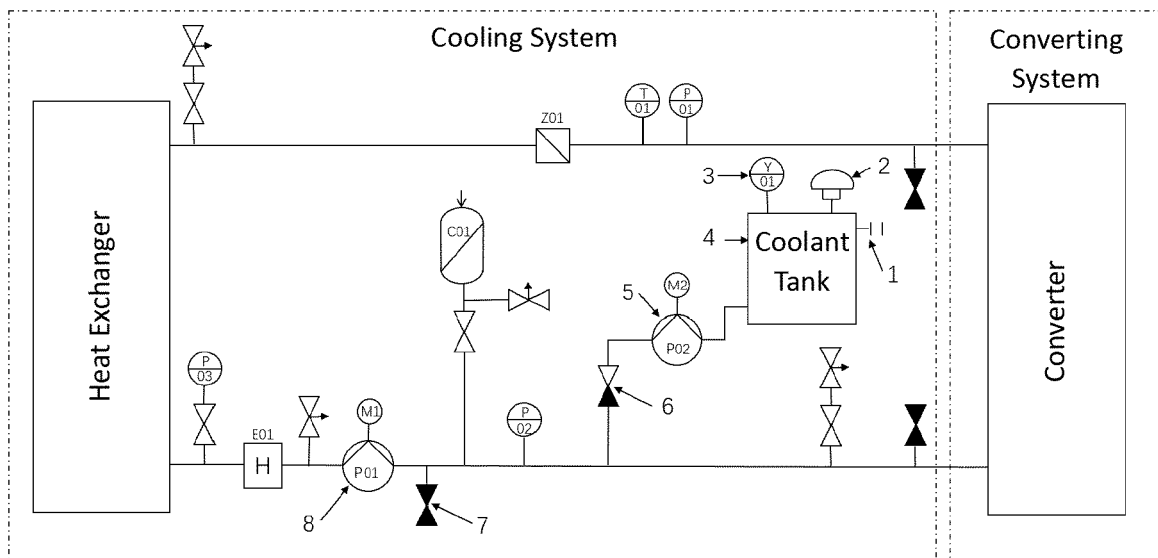 Cooling System
Converting
System
Z01
T
01
P
01
3
Y
01
2
C01
4
Coolant
Tank
1
Heat Exchanger
Converter
5
M2
P02
P
03
6
M1
P
02
E01
H
P01
8
7